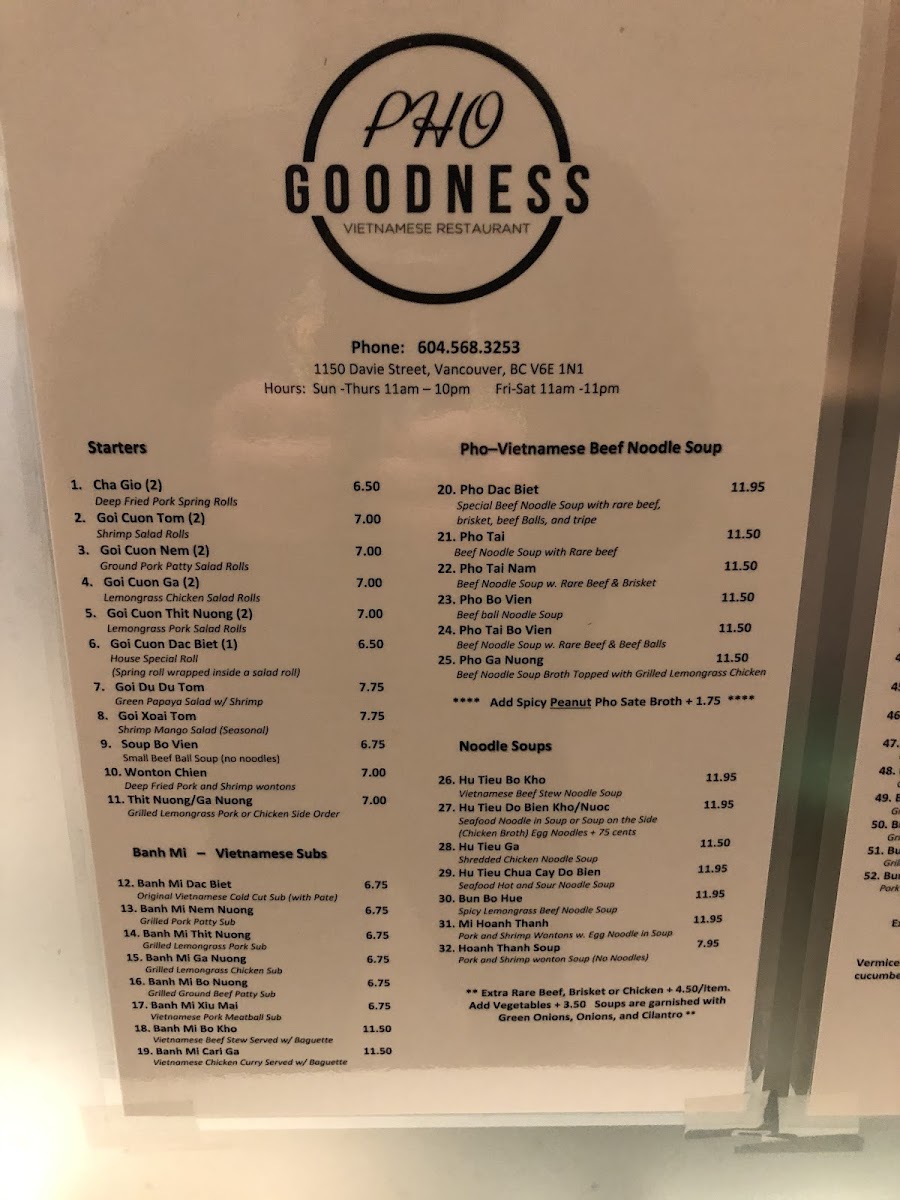 PHO
GOODNESS
VIETNAMESE RESTAURANT
Phone: 604.568.3253
1150 Davie Street, Vancouver, BC V6E 1N1
Hours: Sun -Thurs 11am – 10pm Fri-Sat 11am -11pm
Starters
1. Cha Gio (2) 6.50
Deep Fried Pork Spring Rolls
2. Goi Cuon Tom (2) 7.00
Shrimp Salad Rolls
3. Goi Cuon Nem (2) 7.00
Ground Pork Patty Salad Rolls
4. Goi Cuon Ga (2) 7.00
Lemongrass Chicken Salad Rolls
5. Goi Cuon Thit Nuong (2) 7.00
Lemongrass Pork Salad Rolls
6. Goi Cuon Dac Biet (1) 6.50
House Special Roll
(Spring roll wrapped inside a salad roll)
7. Goi Du Du Tom 7.75
Green Papaya Salad w/ Shrimp
8. Goi Xoai Tom 7.75
Shrimp Mango Salad (Seasonal)
9. Soup Bo Vien 6.75
Small Beef Ball Soup (no noodles)
10. Wonton Chien 7.00
Deep Fried Pork and Shrimp wontons
11. Thit Nuong/Ga Nuong 7.00
Grilled Lemongrass Pork or Chicken Side Order
Banh Mi – Vietnamese Subs
12. Banh Mi Dac Biet 6.75
Original Vietnamese Cold Cut Sub (with Pate)
13. Banh Mi Nem Nuong 6.75
Grilled Pork Patty Sub
14. Banh Mi Thit Nuong 6.75
Grilled Lemongrass Pork Sub
15. Banh Mi Ga Nuong 6.75
Grilled Lemongrass Chicken Sub
16. Banh Mi Bo Nuong 6.75
Grilled Ground Beef Patty Sub
17. Banh Mi Xiu Mai 6.75
Vietnamese Pork Meatball Sub
18. Banh Mi Bo Kho 11.50
Vietnamese Beef Stew Served w/ Baguette
19. Banh Mi Cari Ga 11.50
Vietnamese Chicken Curry Served w/ Baguette
Pho–Vietnamese Beef Noodle Soup
20. Pho Dac Biet 11.95
Special Beef Noodle Soup with rare beef,
brisket, beef Balls, and tripe
21. Pho Tai 11.50
Beef Noodle Soup with Rare beef
22. Pho Tai Nam 11.50
Beef Noodle Soup w. Rare Beef & Brisket
23. Pho Bo Vien 11.50
Beef ball Noodle Soup
24. Pho Tai Bo Vien 11.50
Beef Noodle Soup w. Rare Beef & Beef Balls
25. Pho Ga Nuong 11.50
Beef Noodle Soup Broth Topped with Grilled Lemongrass Chicken
**** Add Spicy Peanut Pho Sate Broth + 1.75 ****
Noodle Soups
26. Hu Tieu Bo Kho 11.95
Vietnamese Beef Stew Noodle Soup
27. Hu Tieu Do Bien Kho/Nuoc 11.95
Seafood Noodle in Soup or Soup on the Side
(Chicken Broth) Egg Noodles + 75 cents
28. Hu Tieu Ga 11.50
Shredded Chicken Noodle Soup
29. Hu Tieu Chua Cay Do Bien 11.95
Seafood Hot and Sour Noodle Soup
30. Bun Bo Hue 11.95
Spicy Lemongrass Beef Noodle Soup
31. Mi Hoanh Thanh 11.95
Pork and Shrimp Wontons w. Egg Noodle in Soup
32. Hoanh Thanh Soup 7.95
Pork and Shrimp wonton Soup (No Noodles)
** Extra Rare Beef, Brisket or Chicken + 4.50/Item.
Add Vegetables + 3.50 Soups are garnished with
Green Onions, Onions, and Cilantro **
46.
47.
48.
49.
50.
51. Bu
52. Bu
Pork
Vermice
cucumbe